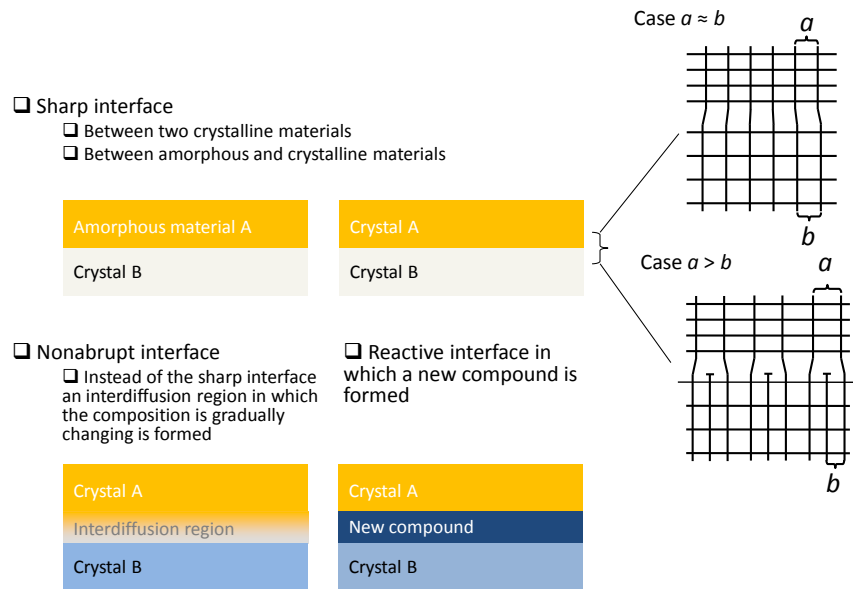 Case a ≈ b
a
❑ Sharp interface
❑ Between two crystalline materials
❑ Between amorphous and crystalline materials
Amorphous material A
Crystal B
Crystal A
Crystal B
b
Case a > b
a
b
❑ Nonabrupt interface
❑ Instead of the sharp interface
an interdiffusion region in which
the composition is gradually
changing is formed
❑ Reactive interface in
which a new compound is
formed
Crystal A
Interdiffusion region
Crystal B
Crystal A
New compound
Crystal B